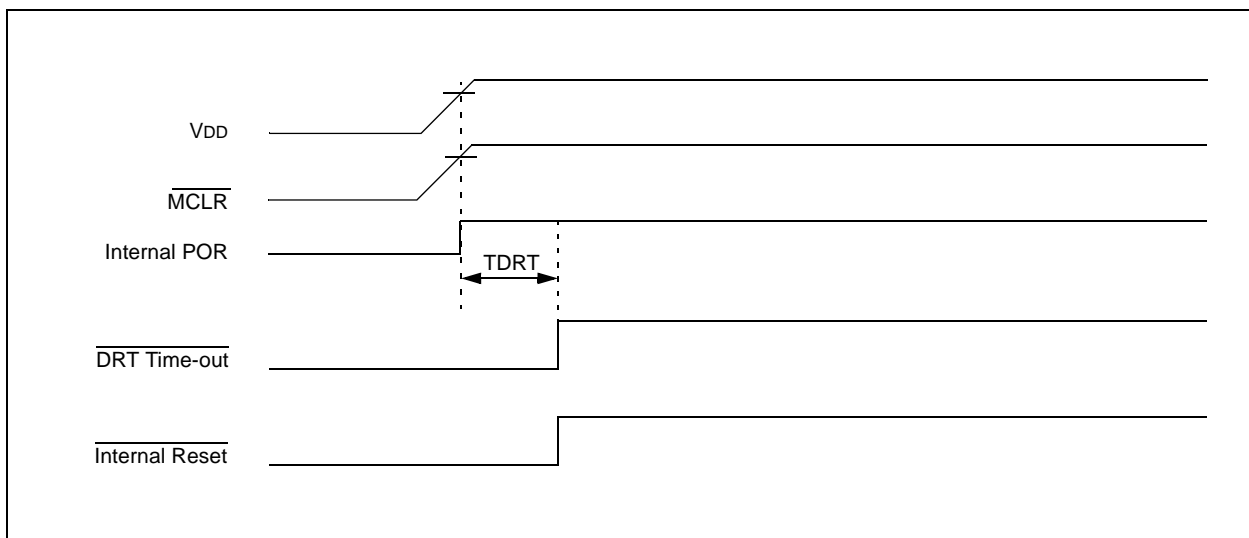 VDD
MCLR
Internal POR
TDRT
DRT Time-out
Internal Reset